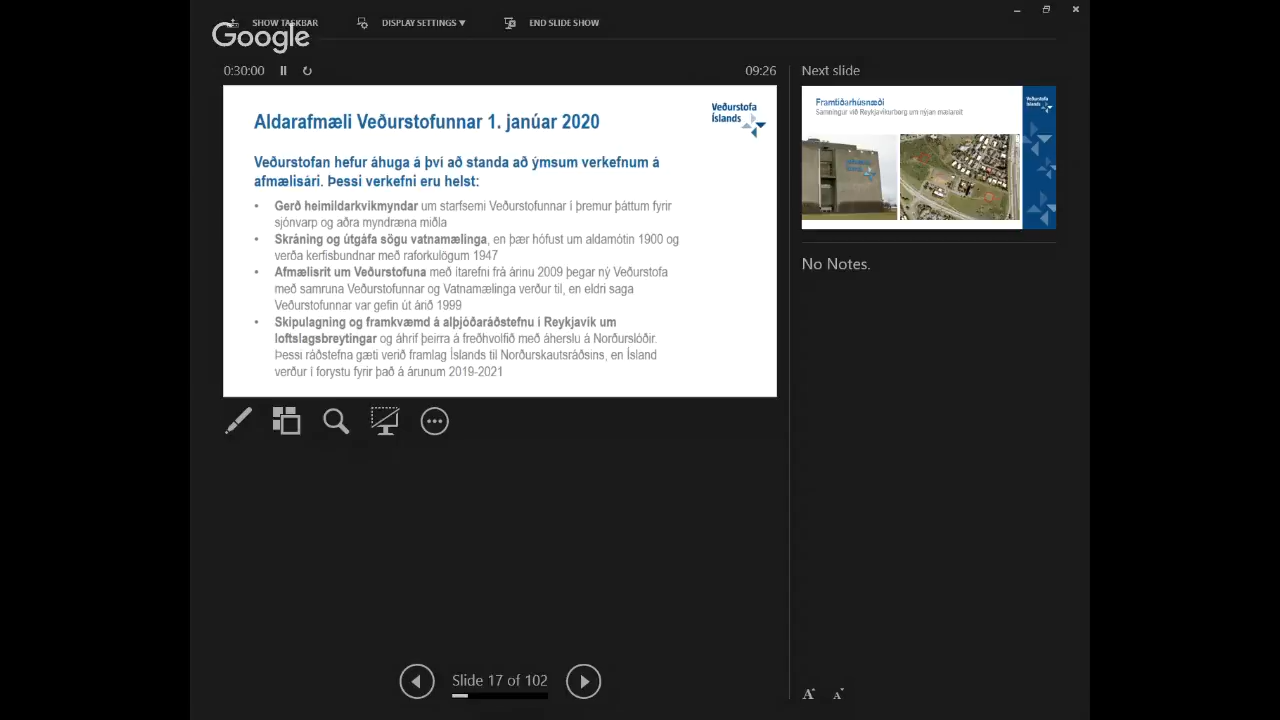 SHOW TASKBAR
DISPLAY SETTINGS ▼
END SLIDE SHOW
Google
0:30:00
09:26
Next slide
Aldarafmæli Veðurstofunnar 1. janúar 2020
Veðurstofa
Íslands
Veðurstofan hefur áhuga á því að standa að ýmsum verkefnum á
afmælisári. Þessi verkefni eru helst:
• Gerð heimildarkvikmyndar um starfsemi Veðurstofunnar í þremur þáttum fyrir
sjónvarp og aðra myndræna miðla
• Skráning og útgáfa sögu vatnamælinga, en þær hófust um aldamótin 1900 og
verða kerfisbundnar með raforkulögum 1947
• Afmælisrit um Veðurstofuna með ítarefni frá árinu 2009 þegar ný Veðurstofa
með samruna Veðurstofunnar og Vatnamælinga verður til, en eldri saga
Veðurstofunnar var gefin út árið 1999
• Skipulagning og framkvæmd á alþjóðaráðstefnu í Reykjavik um
loftslagsbreytingar og áhrif þeirra á freðhvolfið með áherslu á Norðurslóðir.
Þessi ráðstefna gæti verið framlag Íslands til Norðurskautsráðsins, en Ísland
verður í forystu fyrir það á árunum 2019-2021
Framtíðarhúsnæði
Samningur við Reykjavíkurborg um nýjan mælareit
Veðurstofa
Íslands
No Notes.
Slide 17 of 102
A A